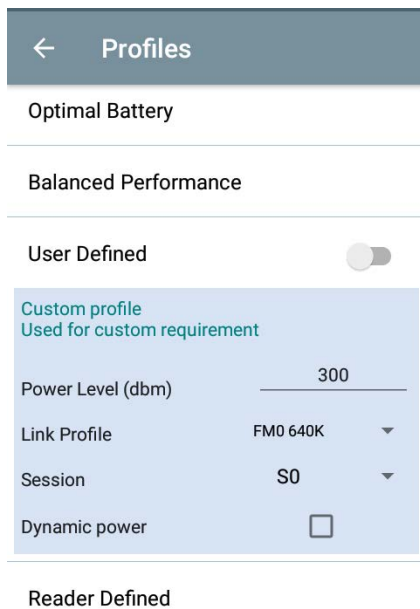 Profiles
Optimal Battery
Balanced Performance
User Defined
Custom profile
Used for custom requirement
Power Level (dbm) 300
Link Profile FM0 640K
Session S0
Dynamic power
Reader Defined